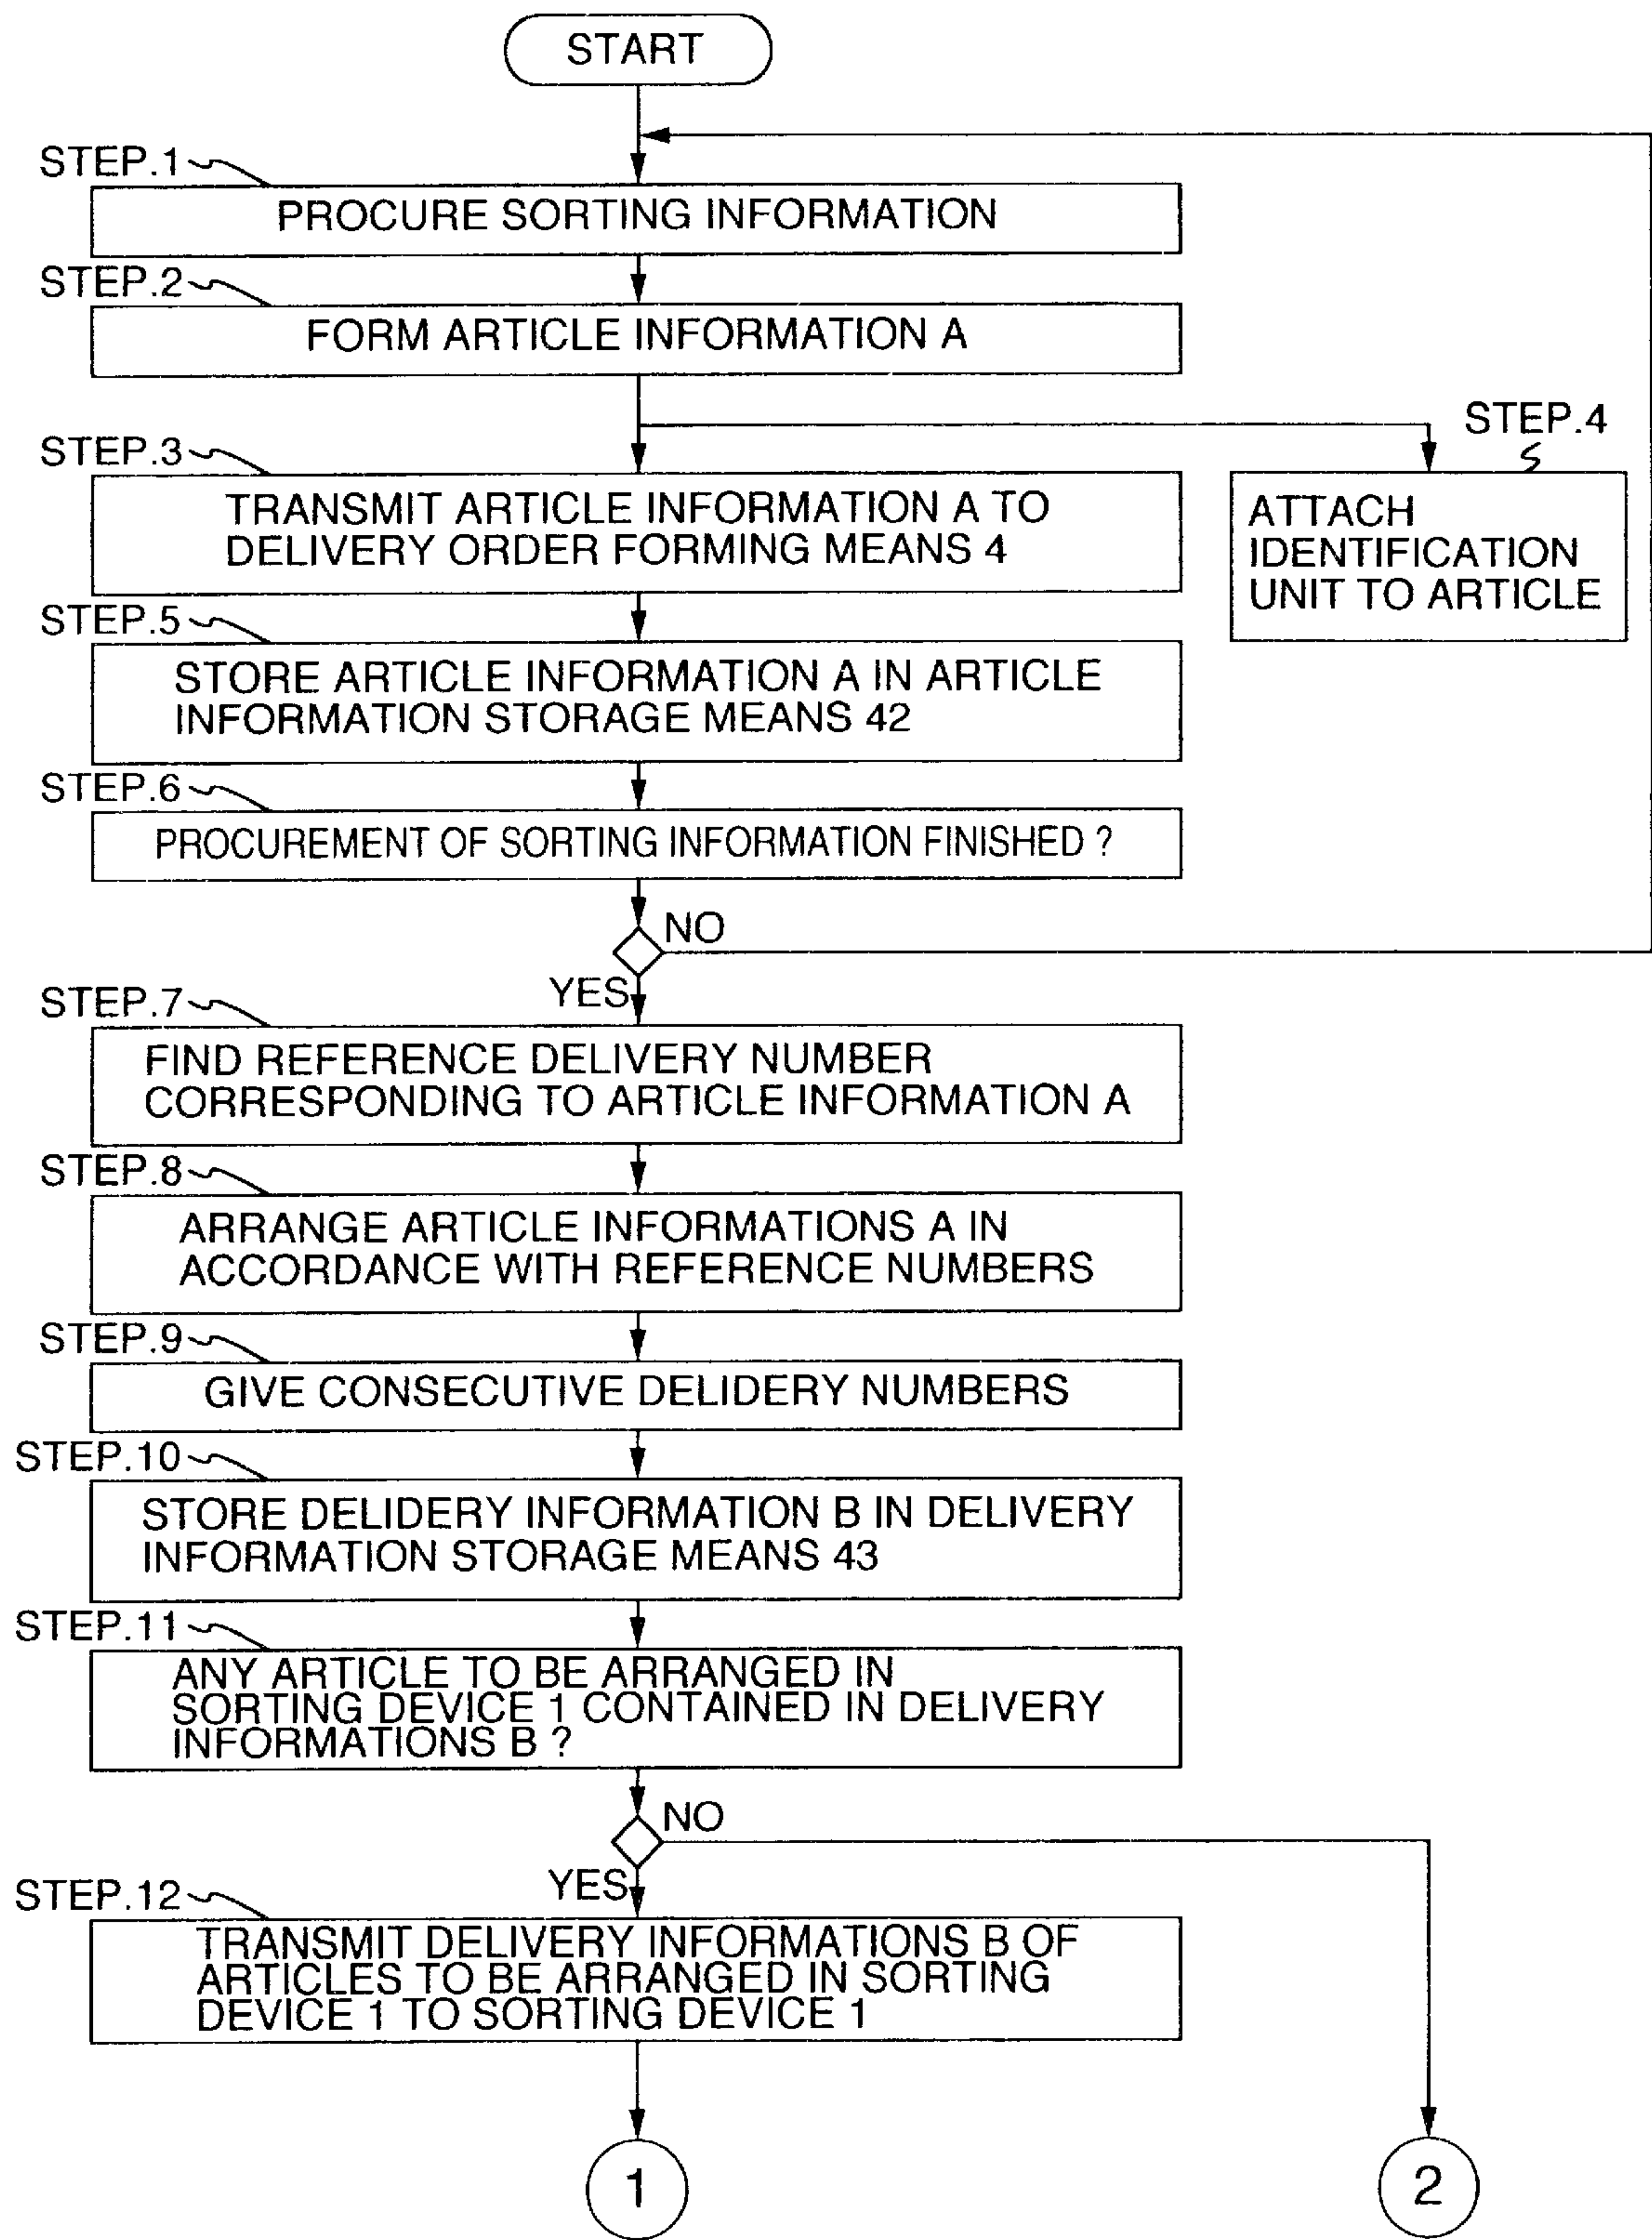 START
STEP.1
PROCURE SORTING INFORMATION
STEP.2
FORM ARTICLE INFORMATION A
STEP.3
TRANSMIT ARTICLE INFORMATION A TO
DELIVERY ORDER FORMING MEANS 4
STEP.4
ATTACH
IDENTIFICATION
UNIT TO ARTICLE
STEP.5
STORE ARTICLE INFORMATION A IN ARTICLE
INFORMATION STORAGE MEANS 42
STEP.6
PROCUREMENT OF SORTING INFORMATION FINISHED ?
NO
YES
STEP.7
FIND REFERENCE DELIVERY NUMBER
CORRESPONDING TO ARTICLE INFORMATION A
STEP.8
ARRANGE ARTICLE INFORMATIONS A IN
ACCORDANCE WITH REFERENCE NUMBERS
STEP.9
GIVE CONSECUTIVE DELIDERY NUMBERS
STEP.10
STORE DELIDERY INFORMATION B IN DELIVERY
INFORMATION STORAGE MEANS 43
STEP.11
ANY ARTICLE TO BE ARRANGED IN
SORTING DEVICE 1 CONTAINED IN DELIVERY
INFORMATIONS B ?
NO
YES
STEP.12
TRANSMIT DELIVERY INFORMATIONS B OF
ARTICLES TO BE ARRANGED IN SORTING
DEVICE 1 TO SORTING DEVICE 1
1
2